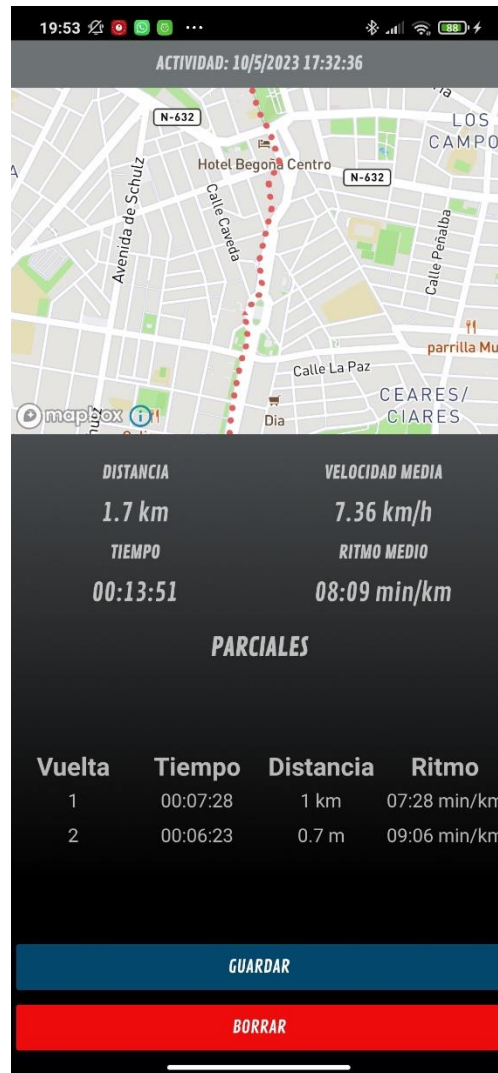 19:53 ... 88
ACTIVIDAD: 10/5/2023 17:32:36
N-632
LOS
CAMPO
Hotel Begoña Centro
N-632
Avenida de Schulz
Calle Caveda
Calle Peñalba
parrilla Mu
Calle La Paz
CEARES/
CIARES
Dia
mapbox
DISTANCIA VELOCIDAD MEDIA
1.7 km 7.36 km/h
TIEMPO RITMO MEDIO
00:13:51 08:09 min/km
PARCIALES
Vuelta Tiempo Distancia Ritmo
1 00:07:28 1 km 07:28 min/km
2 00:06:23 0.7 m 09:06 min/km
GUARDAR
BORRAR